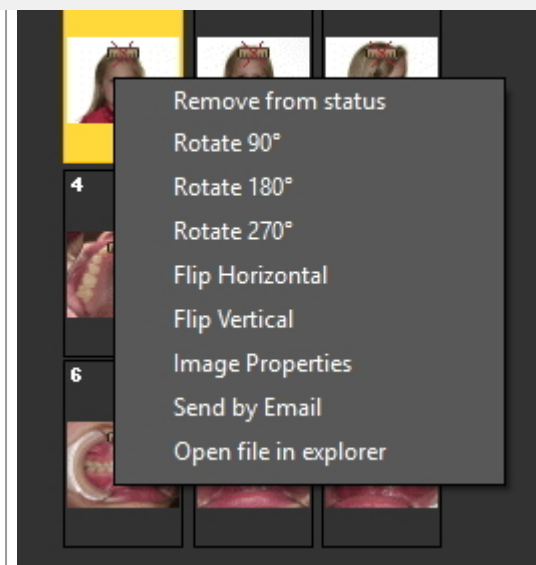 Remove from status
Rotate 90°
Rotate 180°
Rotate 270°
Flip Horizontal
Flip Vertical
Image Properties
Send by Email
Open file in explorer
4
6